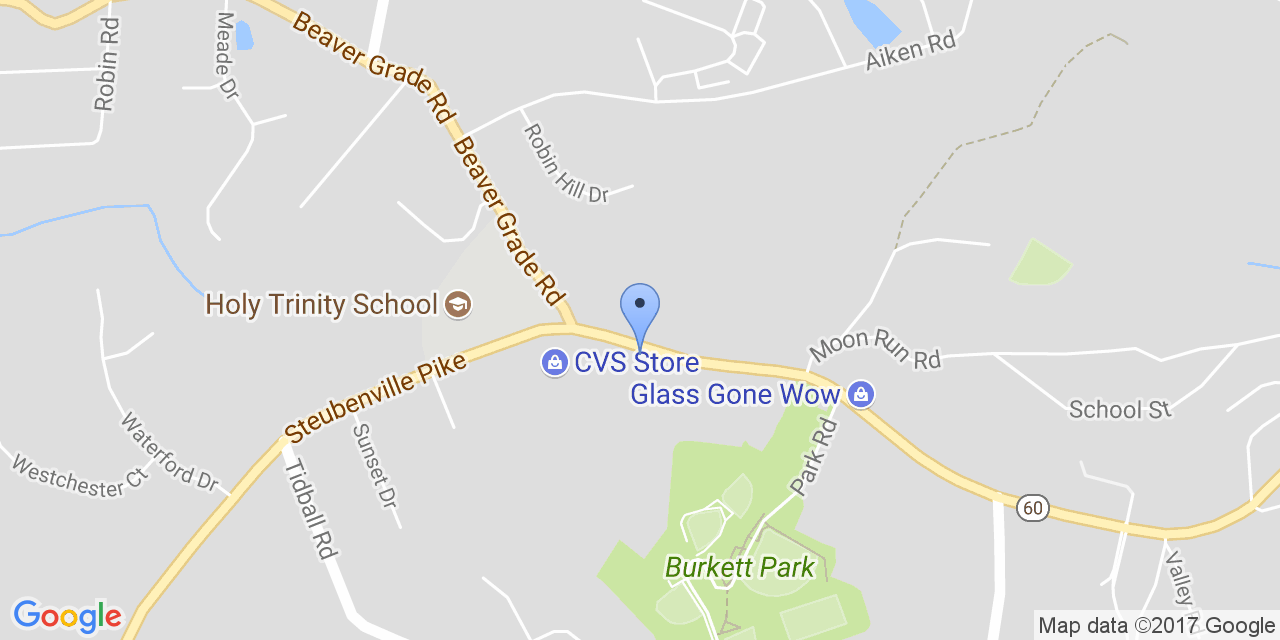 Robin Rd
Meade Dr
Beaver Grade Rd
Aiken Rd
Beaver Grade Rd
Robin Hill Dr
Holy Trinity School
CVS Store
Moon Run Rd
Glass Gone Wow
Steubenville Pike
School St
Waterford Dr
Sunset Dr
Park Rd
Westchester Ct
Tidball Rd
60
Burkett Park
Valley Rd
Google
Map data ©2017 Google